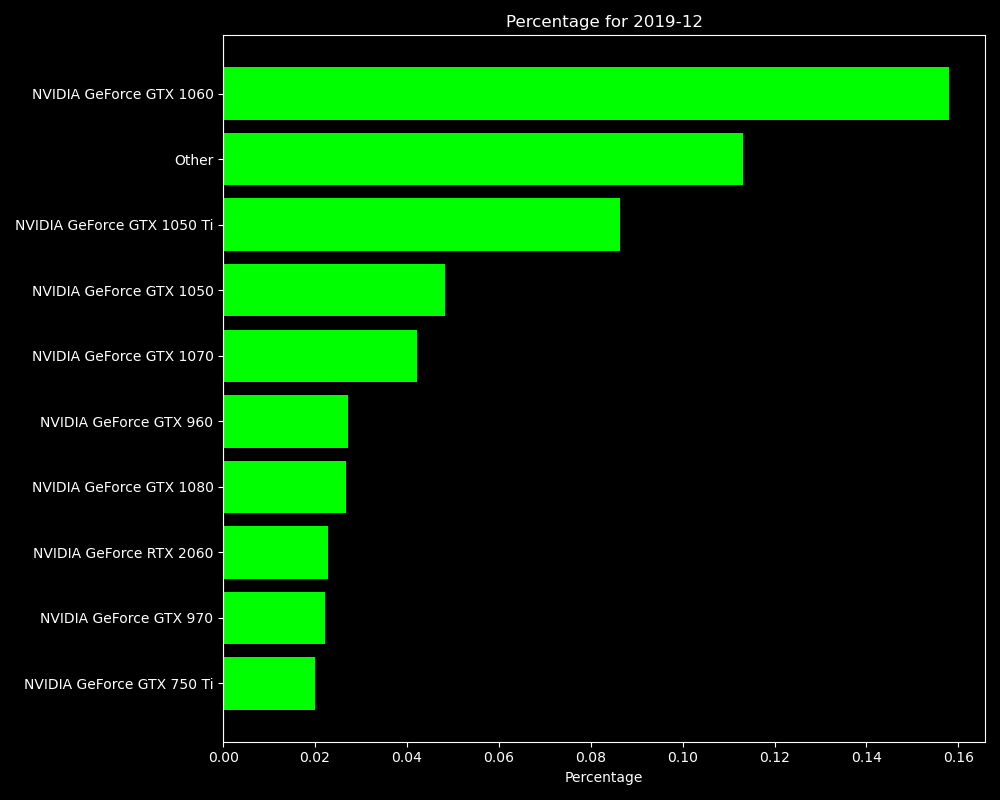 Percentage for 2019-12
NVIDIA GeForce GTX 1060
Other
NVIDIA GeForce GTX 1050 Ti
NVIDIA GeForce GTX 1050
NVIDIA GeForce GTX 1070
NVIDIA GeForce GTX 960
NVIDIA GeForce GTX 1080
NVIDIA GeForce RTX 2060
NVIDIA GeForce GTX 970
NVIDIA GeForce GTX 750 Ti
0.00 0.02 0.04 0.06 0.08 0.10 0.12 0.14 0.16
Percentage